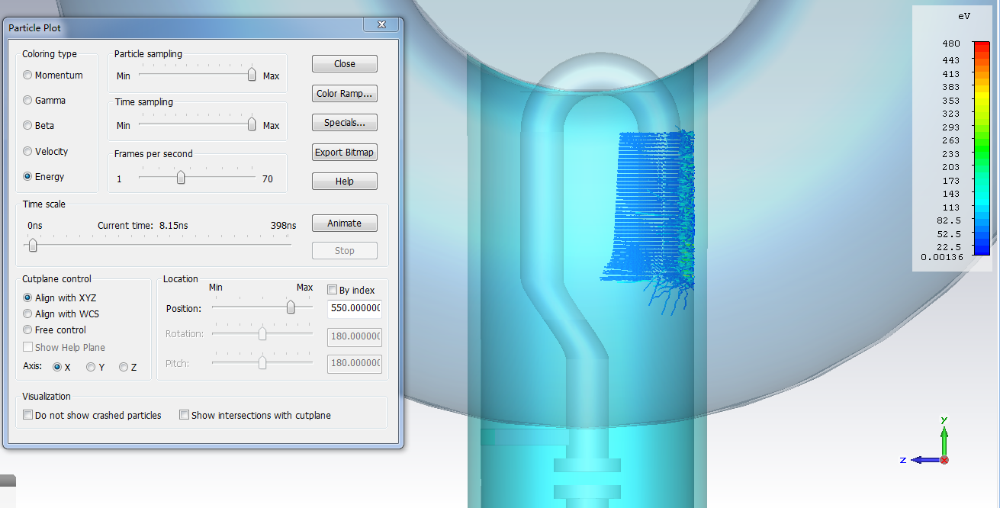 Particle Plot
Coloring type
Momentum
Gamma
Beta
Velocity
Energy
Particle sampling
Min Max
Time sampling
Min Max
Frames per second
1 70
Close
Color Ramp...
Specials...
Export Bitmap
Help
Time scale
0ns Current time: 8.15ns 398ns
Animate
Stop
Cutplane control
Align with XYZ
Align with WCS
Free control
Show Help Plane
Axis: X Y Z
Location
Min Max
By index
Position: 550.000000
Rotation: 180.000000
Pitch: 180.000000
Visualization
Do not show crashed particles Show intersections with cutplane
eV
480
443
413
383
353
323
293
263
233
203
173
143
113
82.5
52.5
22.5
0.00136
y
z